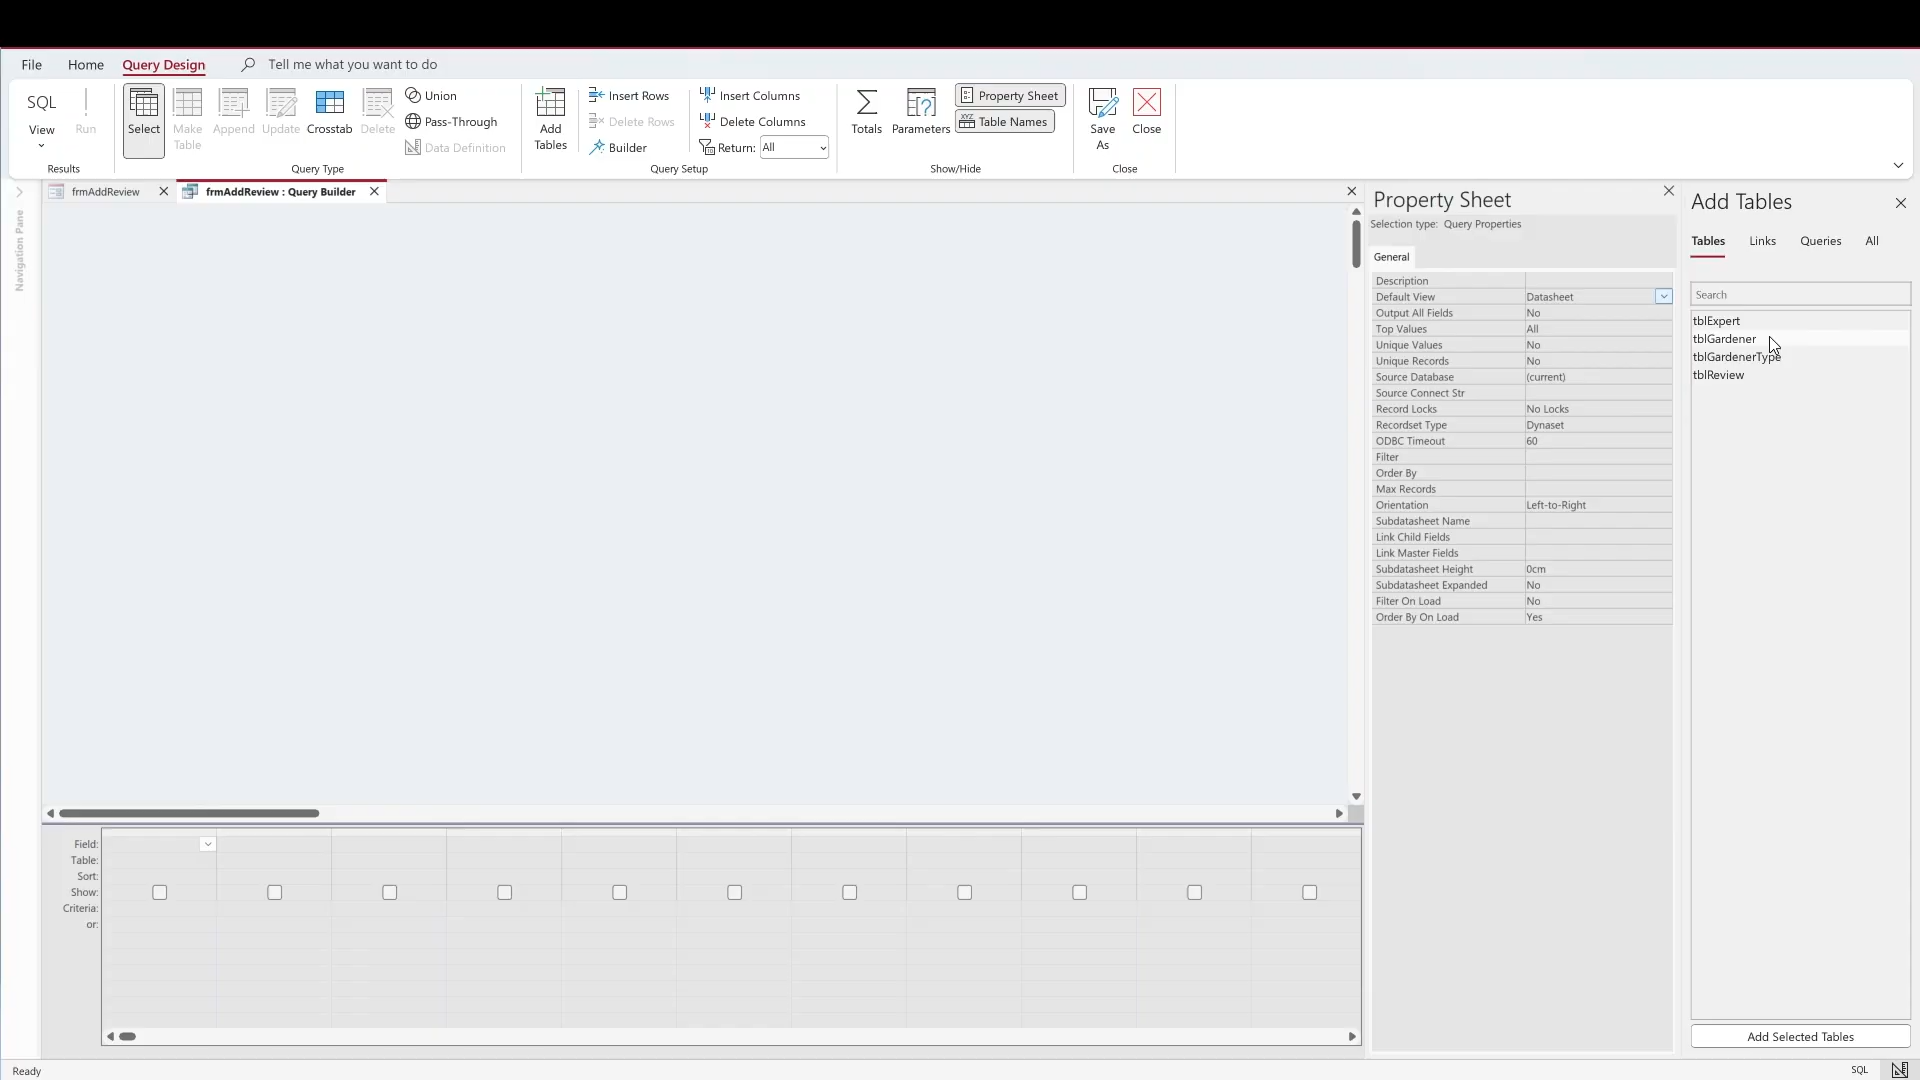 File Home Query Design Tell me what you want to do
SQL
View
Run
Results
Select
Make
Table
Append
Update
Crosstab
Delete
Union
Pass-Through
Data Definition
Query Type
Add
Tables
Insert Rows
Delete Rows
Builder
Insert Columns
Delete Columns
Return: All
Query Setup
Totals
Parameters
Property Sheet
XYZ Table Names
Show/Hide
Save
As
Close
Close
Navigation Pane
frmAddReview
frmAddReview : Query Builder
Property Sheet
Selection type: Query Properties
General
Description
Default View Datasheet
Output All Fields No
Top Values All
Unique Values No
Unique Records No
Source Database (current)
Source Connect Str
Record Locks No Locks
Recordset Type Dynaset
ODBC Timeout 60
Filter
Order By
Max Records
Orientation Left-to-Right
Subdatasheet Name
Link Child Fields
Link Master Fields
Subdatasheet Height 0cm
Subdatasheet Expanded No
Filter On Load No
Order By On Load Yes
Add Tables
Tables Links Queries All
Search
tblExpert
tblGardener
tblGardenerType
tblReview
Add Selected Tables
Field:
Table:
Sort:
Show:
Criteria:
or:
Ready
SQL